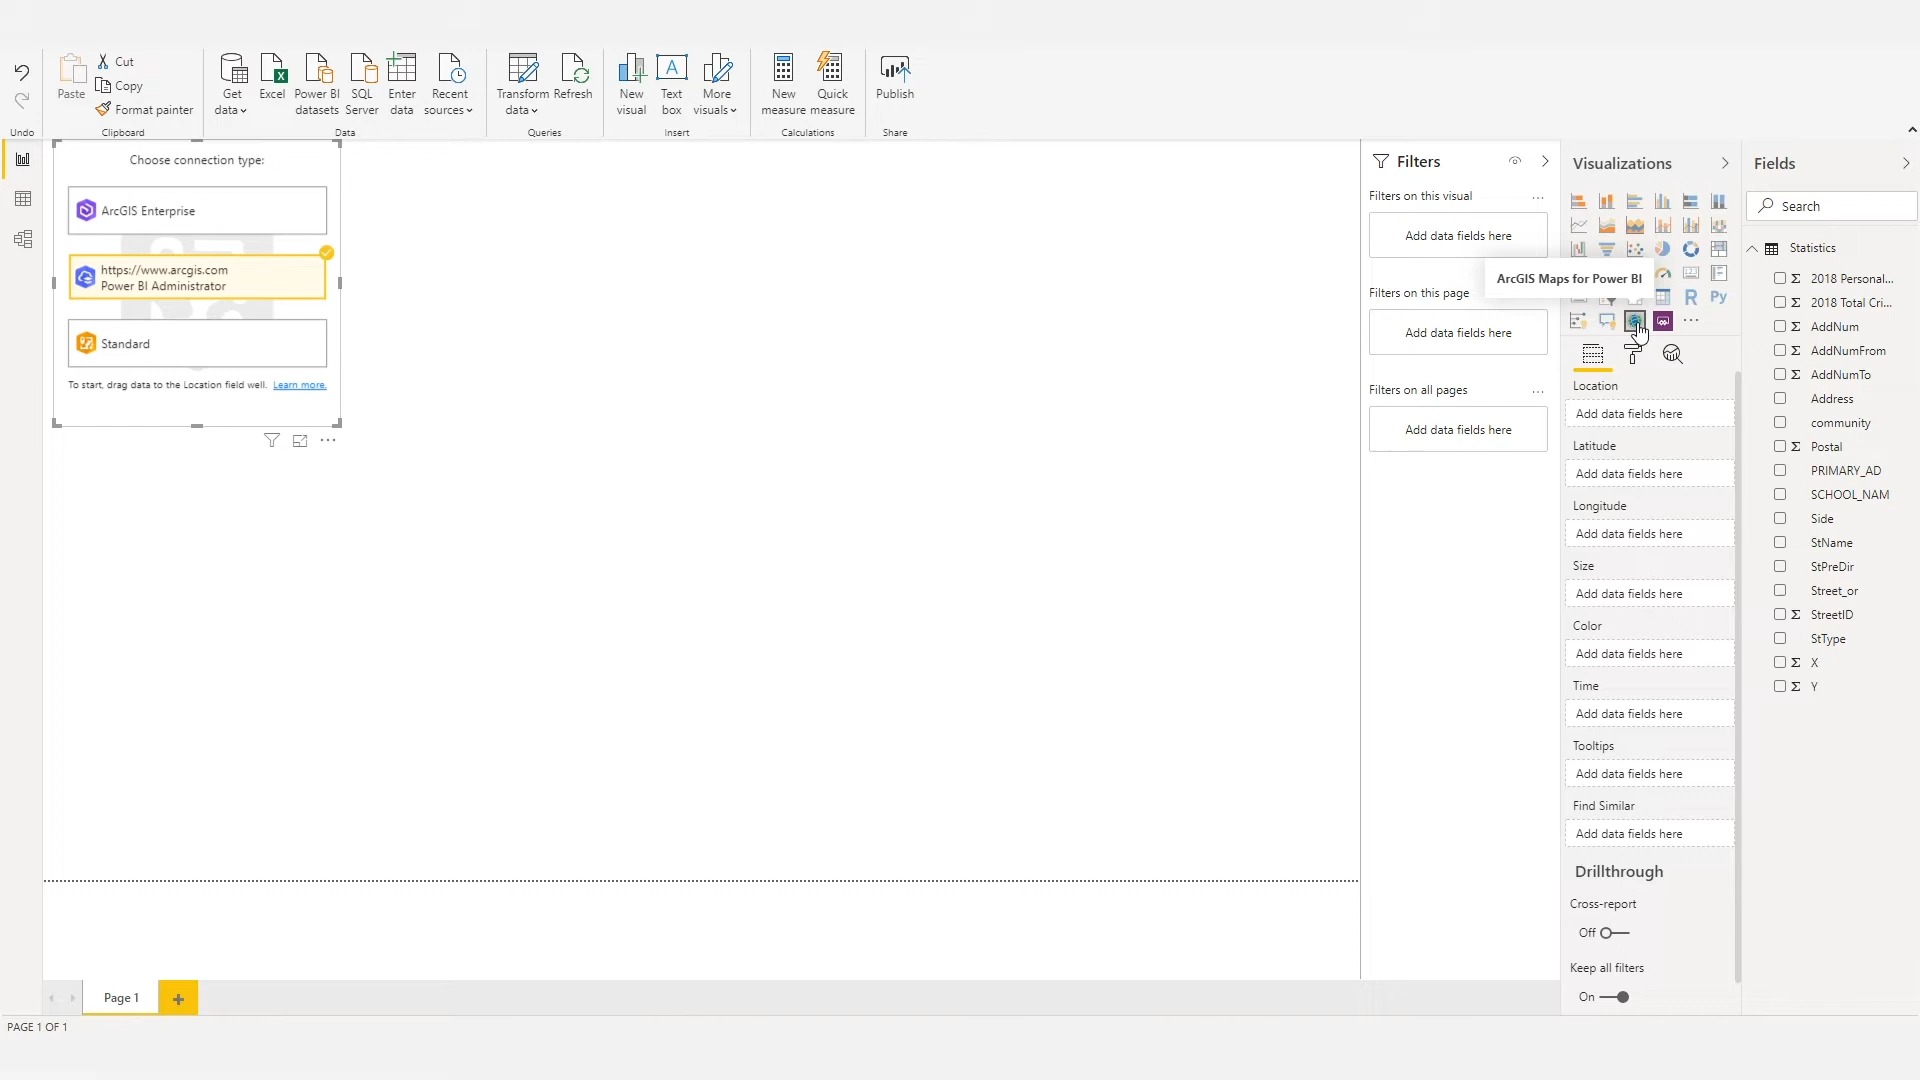 Cut
Copy
Format painter
Paste
Get data
Excel
Power BI datasets
SQL Server
Enter data
Recent sources
Transform data
Refresh
New visual
Text box
More visuals
New measure
Quick measure
Publish
Undo
Clipboard
Data
Queries
Insert
Calculations
Share
Choose connection type:
ArcGIS Enterprise
https://www.arcgis.com
Power BI Administrator
Standard
To start, drag data to the Location field well. Learn more.
Filters
Filters on this visual
...
Add data fields here
Filters on this page
Add data fields here
Filters on all pages
...
Add data fields here
Visualizations
ArcGIS Maps for Power BI
R
Py
...
Location
Add data fields here
Latitude
Add data fields here
Longitude
Add data fields here
Size
Add data fields here
Color
Add data fields here
Time
Add data fields here
Tooltips
Add data fields here
Find Similar
Add data fields here
Drillthrough
Cross-report
Off
Keep all filters
On
Fields
Search
Statistics
Σ 2018 Personal...
Σ 2018 Total Cri...
Σ AddNum
Σ AddNumFrom
Σ AddNumTo
Address
community
Σ Postal
PRIMARY_AD
SCHOOL_NAM
Side
StName
StPreDir
Street_or
Σ StreetID
StType
Σ X
Σ Y
Page 1
+
PAGE 1 OF 1